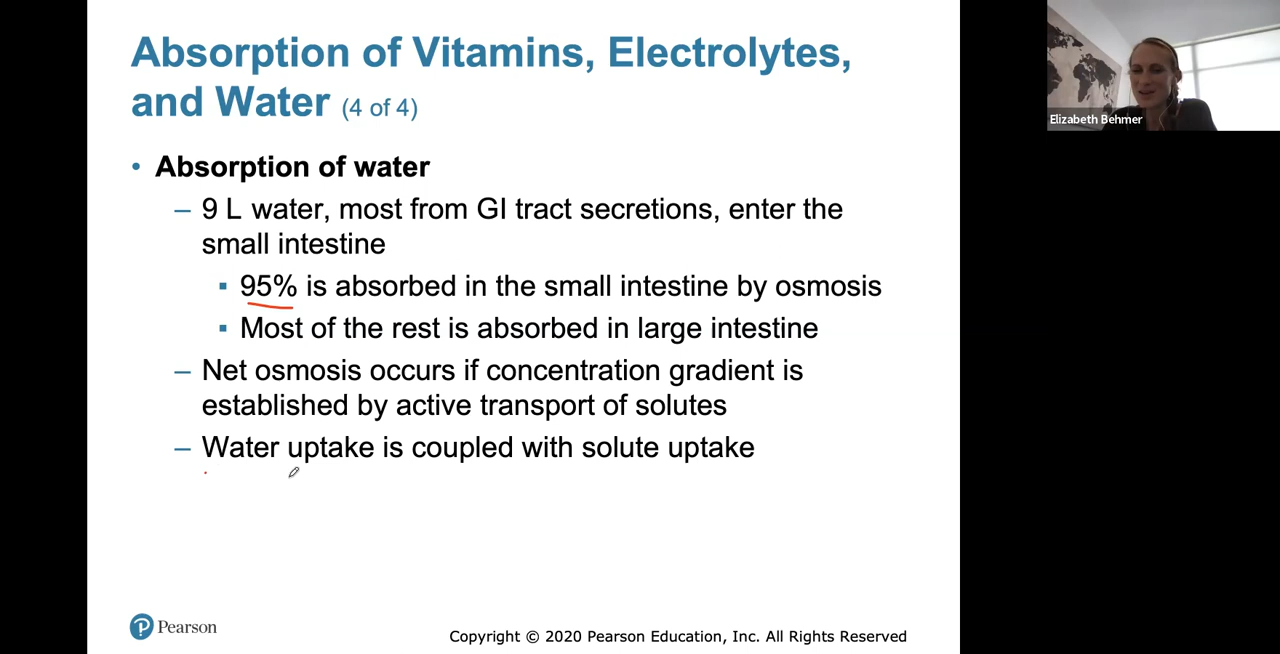 Absorption of Vitamins, Electrolytes,
and Water (4 of 4)
• Absorption of water
– 9 L water, most from GI tract secretions, enter the
small intestine
▪ 95% is absorbed in the small intestine by osmosis
▪ Most of the rest is absorbed in large intestine
– Net osmosis occurs if concentration gradient is
established by active transport of solutes
– Water uptake is coupled with solute uptake
P Pearson
Copyright © 2020 Pearson Education, Inc. All Rights Reserved
Elizabeth Behmer